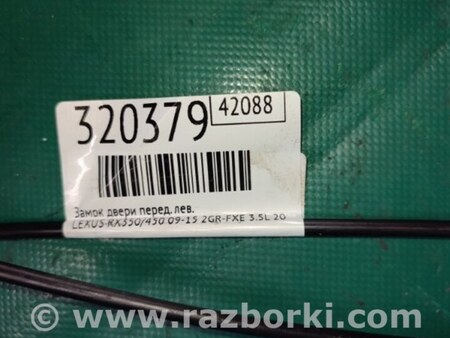 320379
42088
Замок двери перед. лев.
LEXUS RX350/450 09-15 2GR-FXE 3.5L 20
www.razborki.com